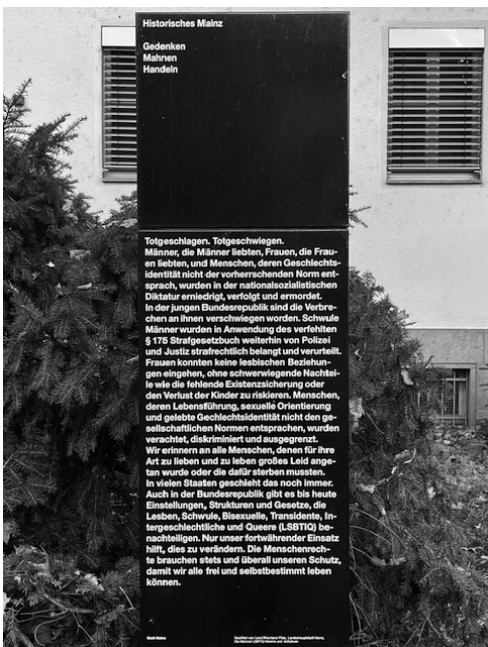 Historisches Mainz
Gedenken
Mahnen
Handeln
Totgeschlagen. Totgeschwiegen.
Männer, die Männer liebten, Frauen, die Frau-
en liebten, und Menschen, deren Geschlechts-
identität nicht der vorherrschenden Norm ent-
sprach, wurden in der nationalsozialistischen
Diktatur erniedrigt, verfolgt und ermordet.
In der jungen Bundesrepublik sind die Verbre-
chen an ihnen verschwiegen worden. Schwule
Männer wurden in Anwendung des verfehlten
§ 175 Strafgesetzbuch weiterhin von Polizei
und Justiz strafrechtlich belangt und verurteilt.
Frauen konnten keine lesbischen Beziehun-
gen eingehen, ohne schwerwiegende Nachtei-
le wie die fehlende Existenzsicherung oder
den Verlust der Kinder zu riskieren. Menschen,
deren Lebensführung, sexuelle Orientierung
und gelebte Gechlechtsidentität nicht den ge-
sellschaftlichen Normen entsprachen, wurden
verachtet, diskriminiert und ausgegrenzt.
Wir erinnern an alle Menschen, denen für ihre
Art zu lieben und zu leben großes Leid ange-
tan wurde oder die dafür sterben mussten.
In vielen Staaten geschieht das noch immer.
Auch in der Bundesrepublik gibt es bis heute
Einstellungen, Strukturen und Gesetze, die
Lesben, Schwule, Bisexuelle, Transidente, In-
tergeschlechtliche und Queere (LSBTIQ) be-
nachteiligen. Nur unser fortwährender Einsatz
hilft, dies zu verändern. Die Menschenrech-
te brauchen stets und überall unseren Schutz,
damit wir alle frei und selbstbestimmt leben
können.
Stadt Mainz